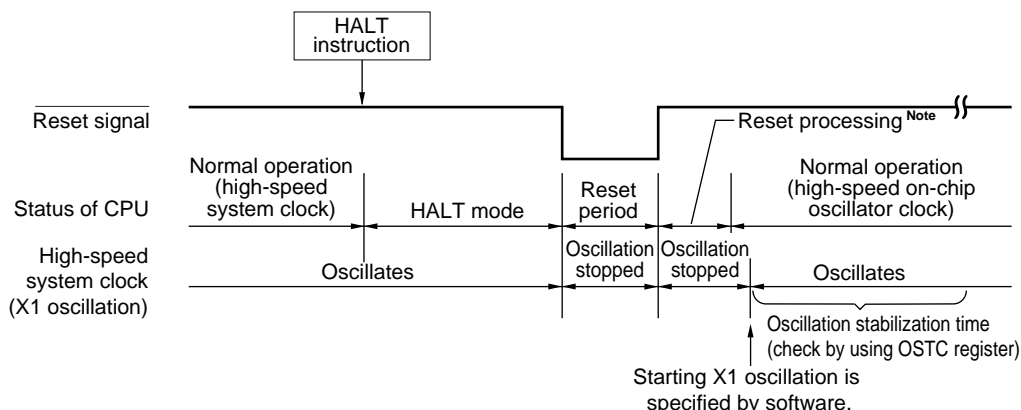 HALT
instruction
Reset signal
Reset processing Note
Normal operation
(high-speed
system clock)
Reset
period
Normal operation
(high-speed on-chip
oscillator clock)
Status of CPU
HALT mode
High-speed
system clock
(X1 oscillation)
Oscillates
Oscillation
stopped
Oscillation
stopped
Oscillates
Oscillation stabilization time
(check by using OSTC register)
Starting X1 oscillation is
specified by software.